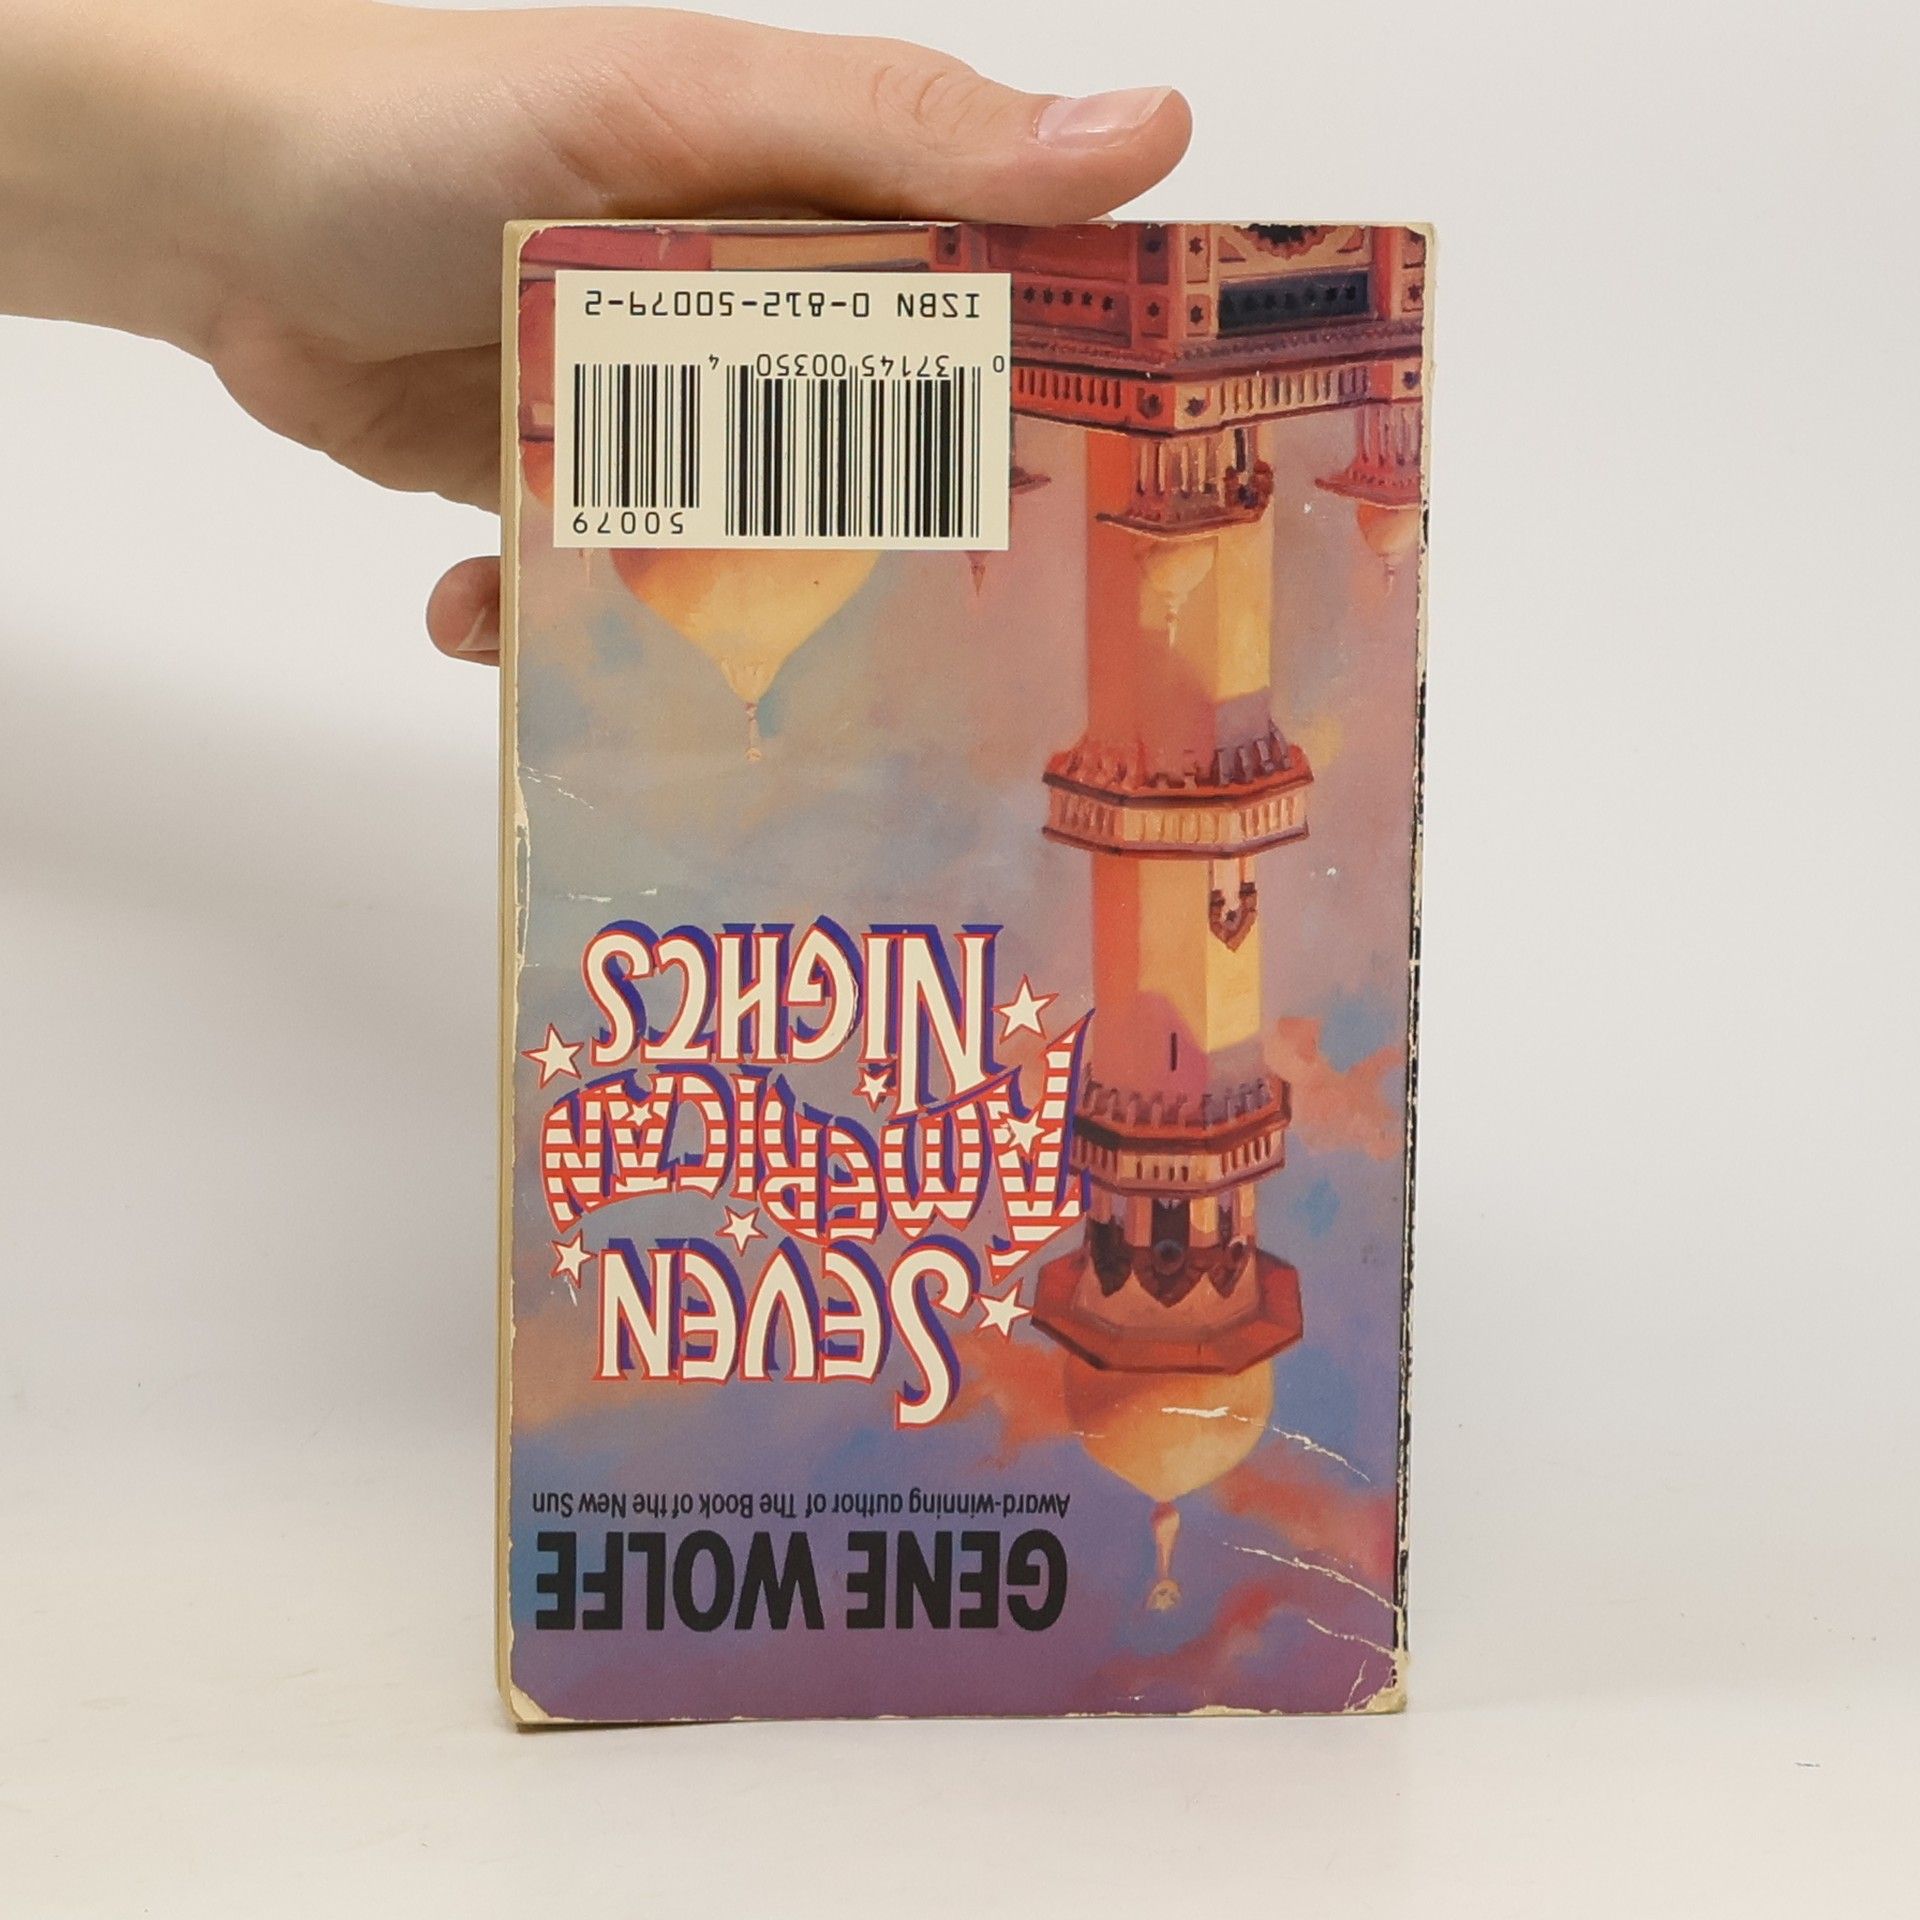 GENE WOLFE
Award-winning author of The Book of the New Sun
SEVEN
AMERICAN
NIGHTS
50079
0 37145 00350 4
ISBN 0-812-50079-2